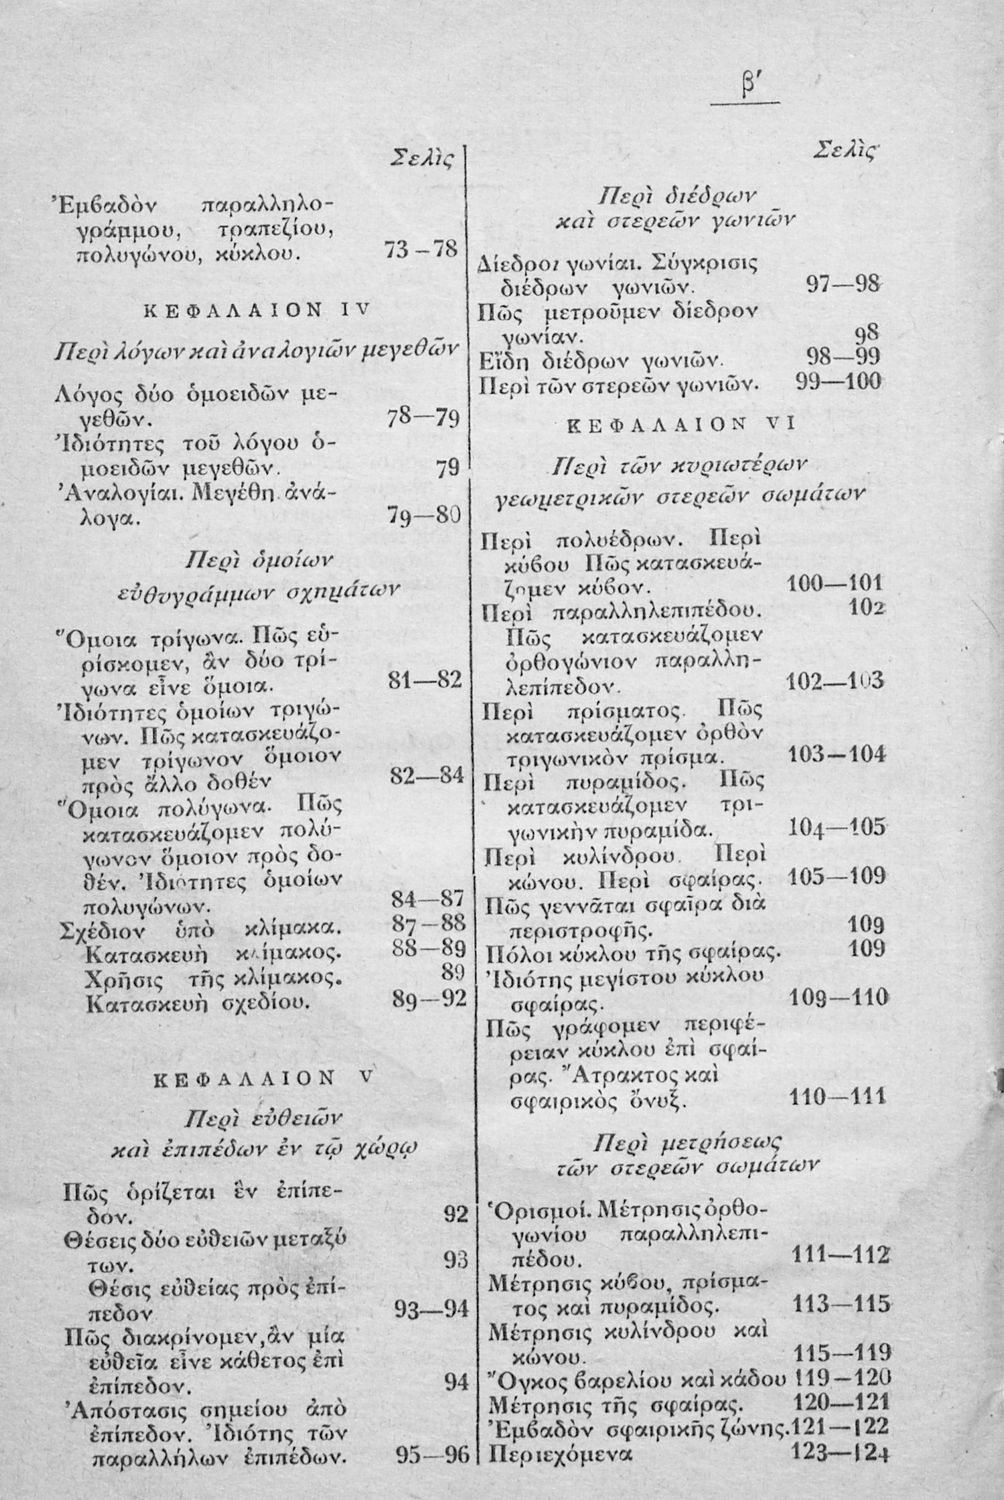 β′
Σελὶς
Ἐμβαδὸν παραλληλο-
γράμμου, τραπεζίου,
πολυγώνου, κύκλου. 73-78
ΚΕΦΑΛΑΙΟΝ IV
Περὶ λόγων καὶ ἀναλογιῶν μεγεθῶν
Λόγος δύο ὁμοειδῶν με-
γεθῶν. 78—79
Ἰδιότητες τοῦ λόγου ὁ-
μοειδῶν μεγεθῶν. 79
Ἀναλογίαι. Μεγέθη ἀνά-
λογα. 79—80
Περὶ ὁμοίων
εὐθυγράμμων σχημάτων
Ὅμοια τρίγωνα. Πῶς εὑ-
ρίσκομεν, ἂν δύο τρί-
γωνα εἶνε ὅμοια. 81—82
Ἰδιότητες ὁμοίων τριγώ-
νων. Πῶς κατασκευάζο-
μεν τρίγωνον ὅμοιον
πρὸς ἄλλο δοθέν 82—84
Ὅμοια πολύγωνα. Πῶς
κατασκευάζομεν πολύ-
γωνον ὅμοιον πρὸς δο-
θέν. Ἰδιότητες ὁμοίων
πολυγώνων. 84—87
Σχέδιον ὑπὸ κλίμακα. 87—88
Κατασκευὴ κλίμακος. 88—89
Χρῆσις τῆς κλίμακος. 89
Κατασκευὴ σχεδίου. 89—92
ΚΕΦΑΛΑΙΟΝ V
Περὶ εὐθειῶν
καὶ ἐπιπέδων ἐν τῷ χώρῳ
Πῶς ὁρίζεται ἓν ἐπίπε-
δον. 92
Θέσεις δύο εὐθειῶν μεταξύ
των. 93
Θέσις εὐθείας πρὸς ἐπί-
πεδον 93—94
Πῶς διακρίνομεν, ἂν μία
εὐθεῖα εἶνε κάθετος ἐπὶ
ἐπίπεδον. 94
Ἀπόστασις σημείου ἀπὸ
ἐπίπεδον. Ἰδιότης τῶν
παραλλήλων ἐπιπέδων. 95—96
Σελὶς
Περὶ διέδρων
καὶ στερεῶν γωνιῶν
Δίεδροι γωνίαι. Σύγκρισις
διέδρων γωνιῶν. 97—98
Πῶς μετροῦμεν δίεδρον
γωνίαν. 98
Εἴδη διέδρων γωνιῶν. 98—99
Περὶ τῶν στερεῶν γωνιῶν. 99—100
ΚΕΦΑΛΑΙΟΝ VI
Περὶ τῶν κυριωτέρων
γεωμετρικῶν στερεῶν σωμάτων
Περὶ πολυέδρων. Περὶ
κύβου Πῶς κατασκευά-
ζομεν κύβον. 100—101
Περὶ παραλληλεπιπέδου. 102
Πῶς κατασκευάζομεν
ὀρθογώνιον παραλλη-
λεπίπεδον. 102—103
Περὶ πρίσματος. Πῶς
κατασκευάζομεν ὀρθὸν
τριγωνικὸν πρίσμα. 103—104
Περὶ πυραμίδος. Πῶς
κατασκευάζομεν τρι-
γωνικὴν πυραμίδα. 104—105
Περὶ κυλίνδρου. Περὶ
κώνου. Περὶ σφαίρας. 105—109
Πῶς γεννᾶται σφαῖρα διὰ
περιστροφῆς. 109
Πόλοι κύκλου τῆς σφαίρας. 109
Ἰδιότης μεγίστου κύκλου
σφαίρας. 109—110
Πῶς γράφομεν περιφέ-
ρειαν κύκλου ἐπὶ σφαί-
ρας. Ἄτρακτος καὶ
σφαιρικὸς ὄνυξ. 110—111
Περὶ μετρήσεως
τῶν στερεῶν σωμάτων
Ὁρισμοί. Μέτρησις ὀρθο-
γωνίου παραλληλεπι-
πέδου. 111—112
Μέτρησις κύβου, πρίσμα-
τος καὶ πυραμίδος. 113—115
Μέτρησις κυλίνδρου καὶ
κώνου. 115—119
Ὄγκος βαρελίου καὶ κάδου 119—120
Μέτρησις τῆς σφαίρας. 120—121
Ἐμβαδὸν σφαιρικῆς ζώνης. 121—122
Περιεχόμενα 123—124